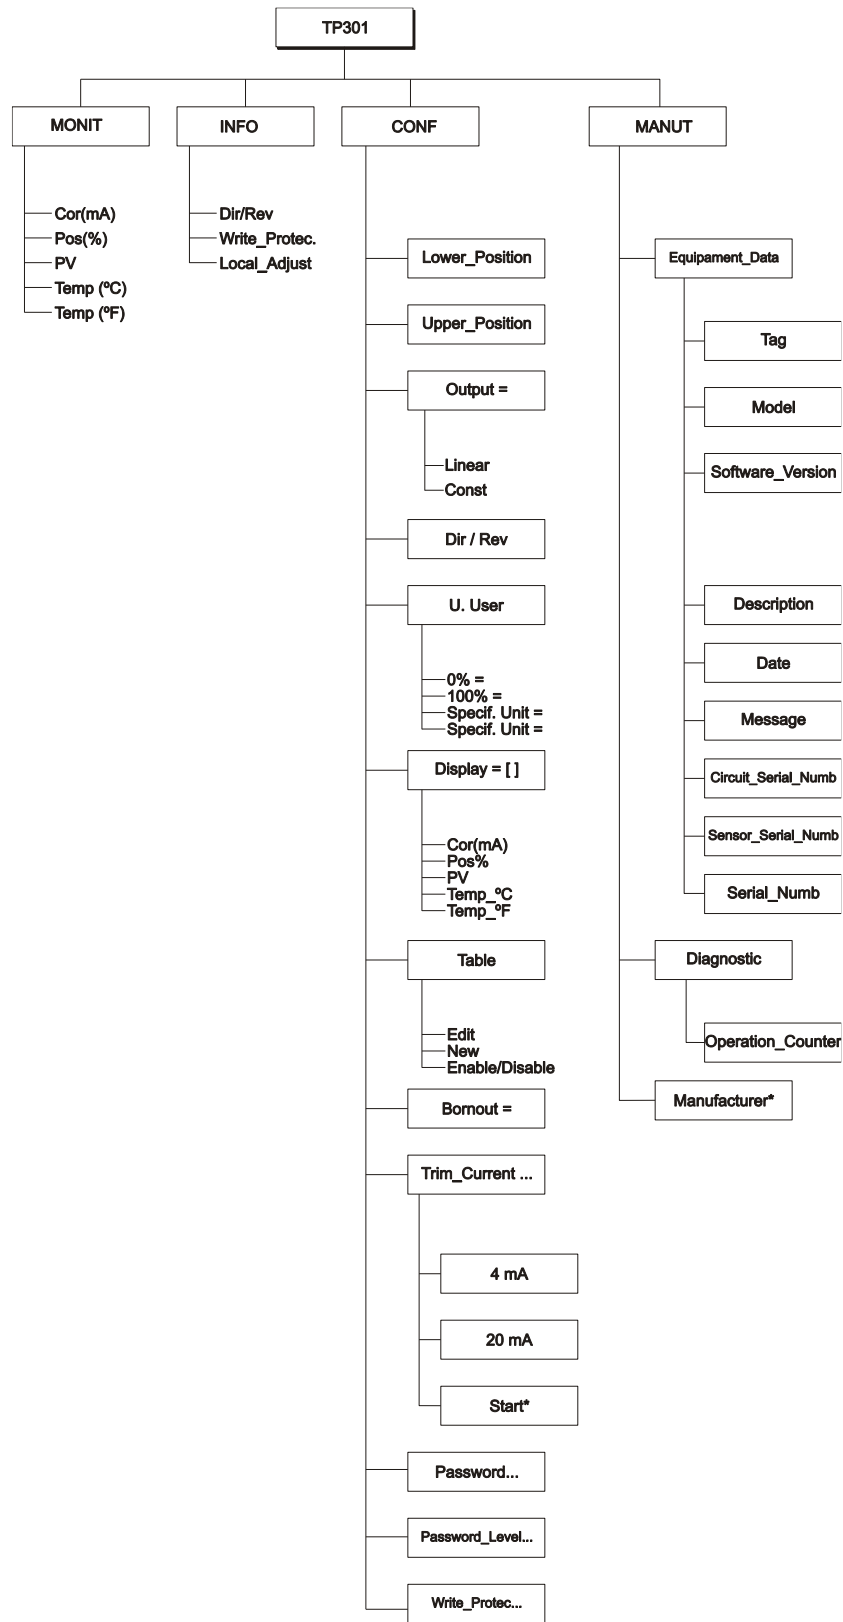 TP301
MONIT
Cor(mA)
Pos(%)
PV
Temp (ºC)
Temp (ºF)
INFO
Dir/Rev
Write_Protec.
Local_Adjust
CONF
Lower_Position
Upper_Position
Output =
Linear
Const
Dir / Rev
U. User
0% =
100% =
Specif. Unit =
Specif. Unit =
Display = [ ]
Cor(mA)
Pos%
PV
Temp_ºC
Temp_ºF
Table
Edit
New
Enable/Disable
Bornout =
Trim_Current ...
4 mA
20 mA
Start*
Password...
Password_Level...
Write_Protec...
MANUT
Equipament_Data
Tag
Model
Software_Version
Description
Date
Message
Circuit_Serial_Numb
Sensor_Serial_Numb
Serial_Numb
Diagnostic
Operation_Counter
Manufacturer*